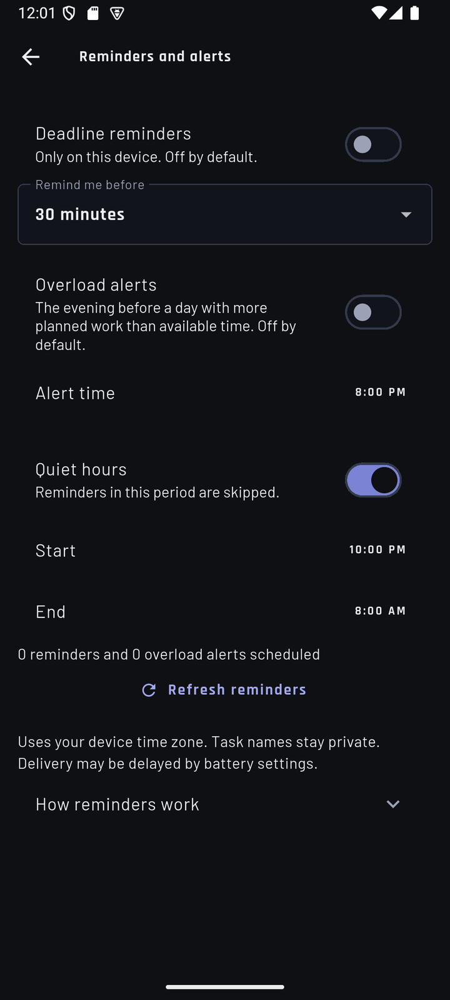 12:01
Reminders and alerts
Deadline reminders
Only on this device. Off by default.
Remind me before
30 minutes
Overload alerts
The evening before a day with more
planned work than available time. Off by
default.
Alert time
8:00 PM
Quiet hours
Reminders in this period are skipped.
Start
10:00 PM
End
8:00 AM
0 reminders and 0 overload alerts scheduled
Refresh reminders
Uses your device time zone. Task names stay private.
Delivery may be delayed by battery settings.
How reminders work